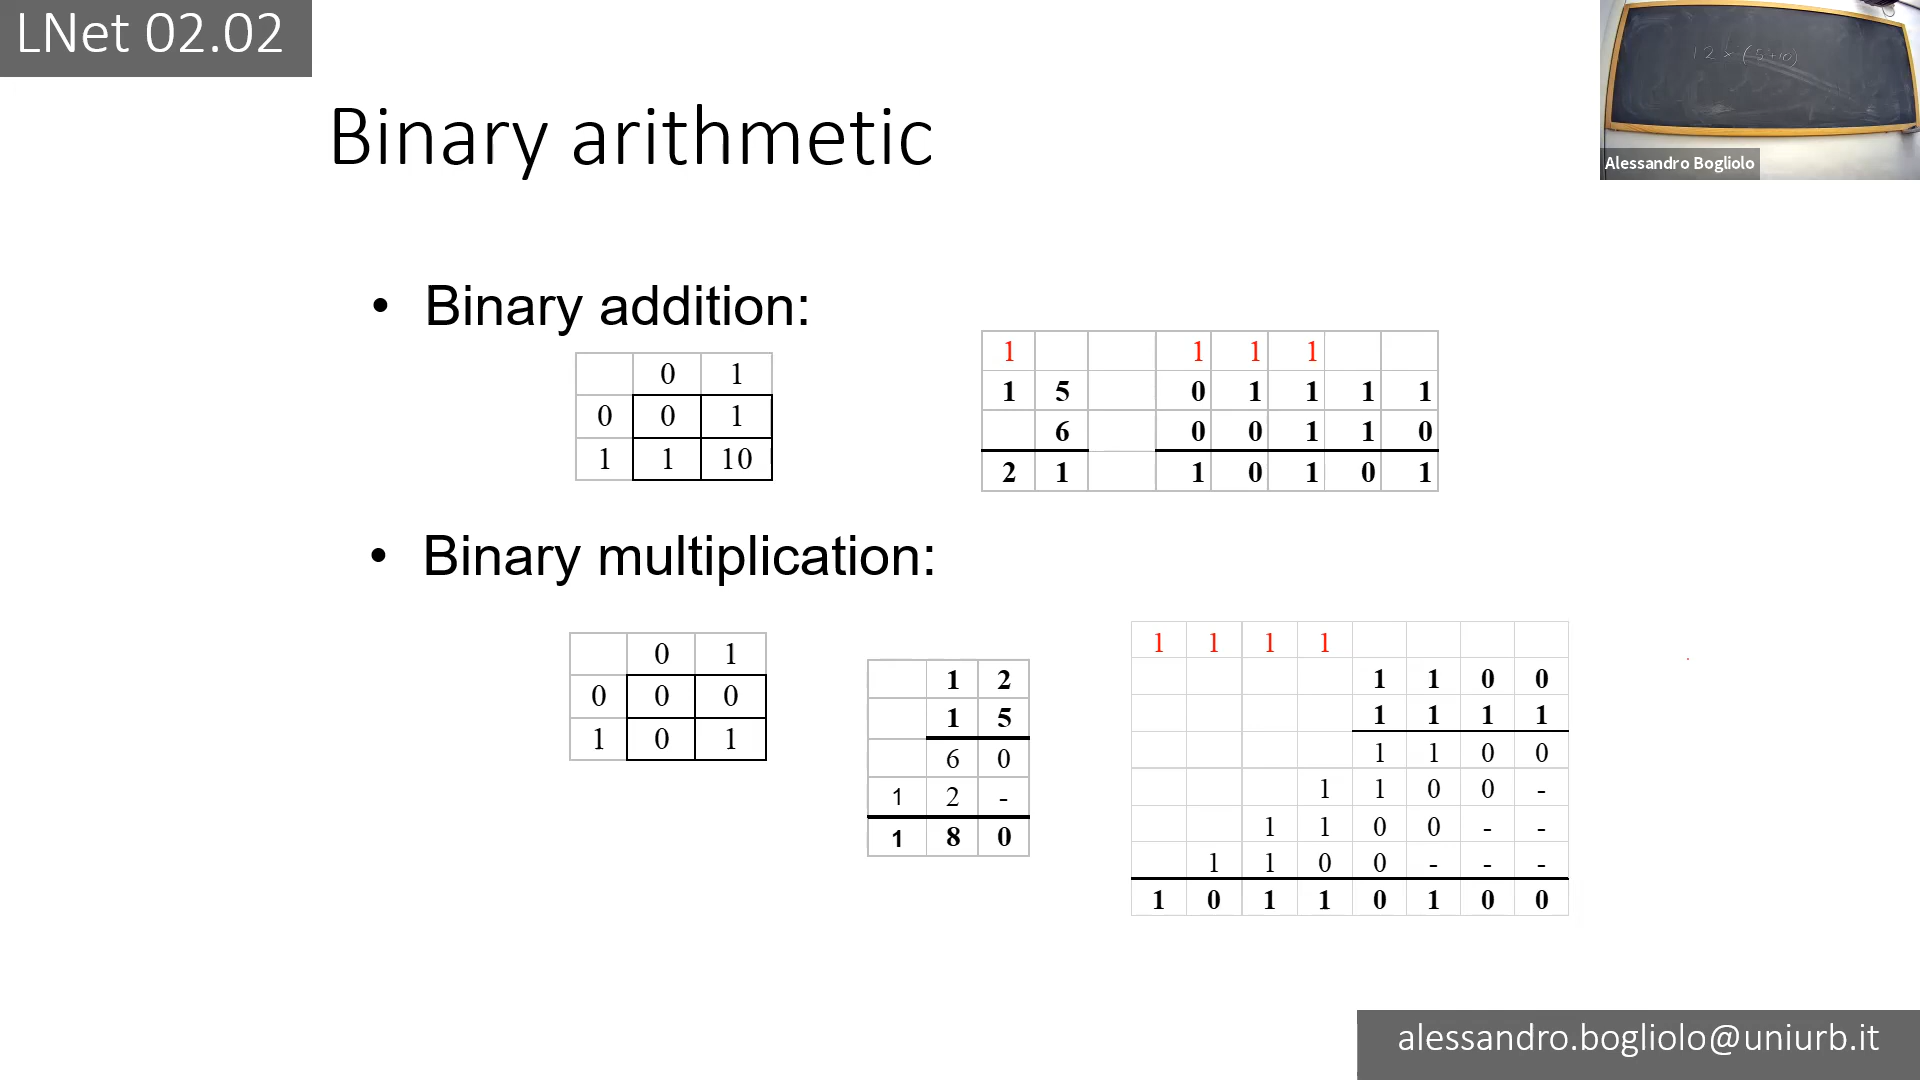 LNet 02.02
12 × (5+10)
Alessandro Bogliolo
Binary arithmetic
• Binary addition:
0 1
0 0 1
1 1 10
1 1 1 1
1 5 0 1 1 1 1
6 0 0 1 1 0
2 1 1 0 1 0 1
• Binary multiplication:
0 1
0 0 0
1 0 1
1 2
1 5
6 0
1 2 -
1 8 0
1 1 1 1
1 1 0 0
1 1 1 1
1 1 0 0
1 1 0 0 -
1 1 0 0 - -
1 1 0 0 - - -
1 0 1 1 0 1 0 0
alessandro.bogliolo@uniurb.it